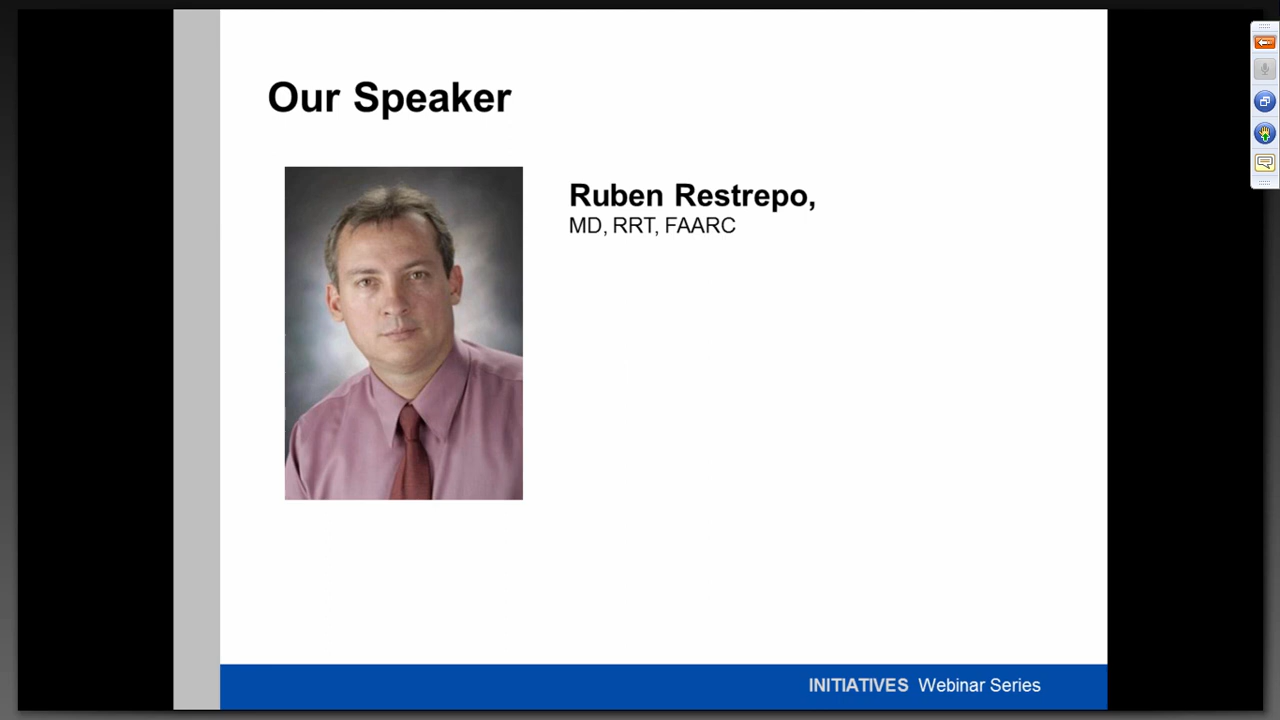 Our Speaker
Ruben Restrepo,
MD, RRT, FAARC
INITIATIVES Webinar Series